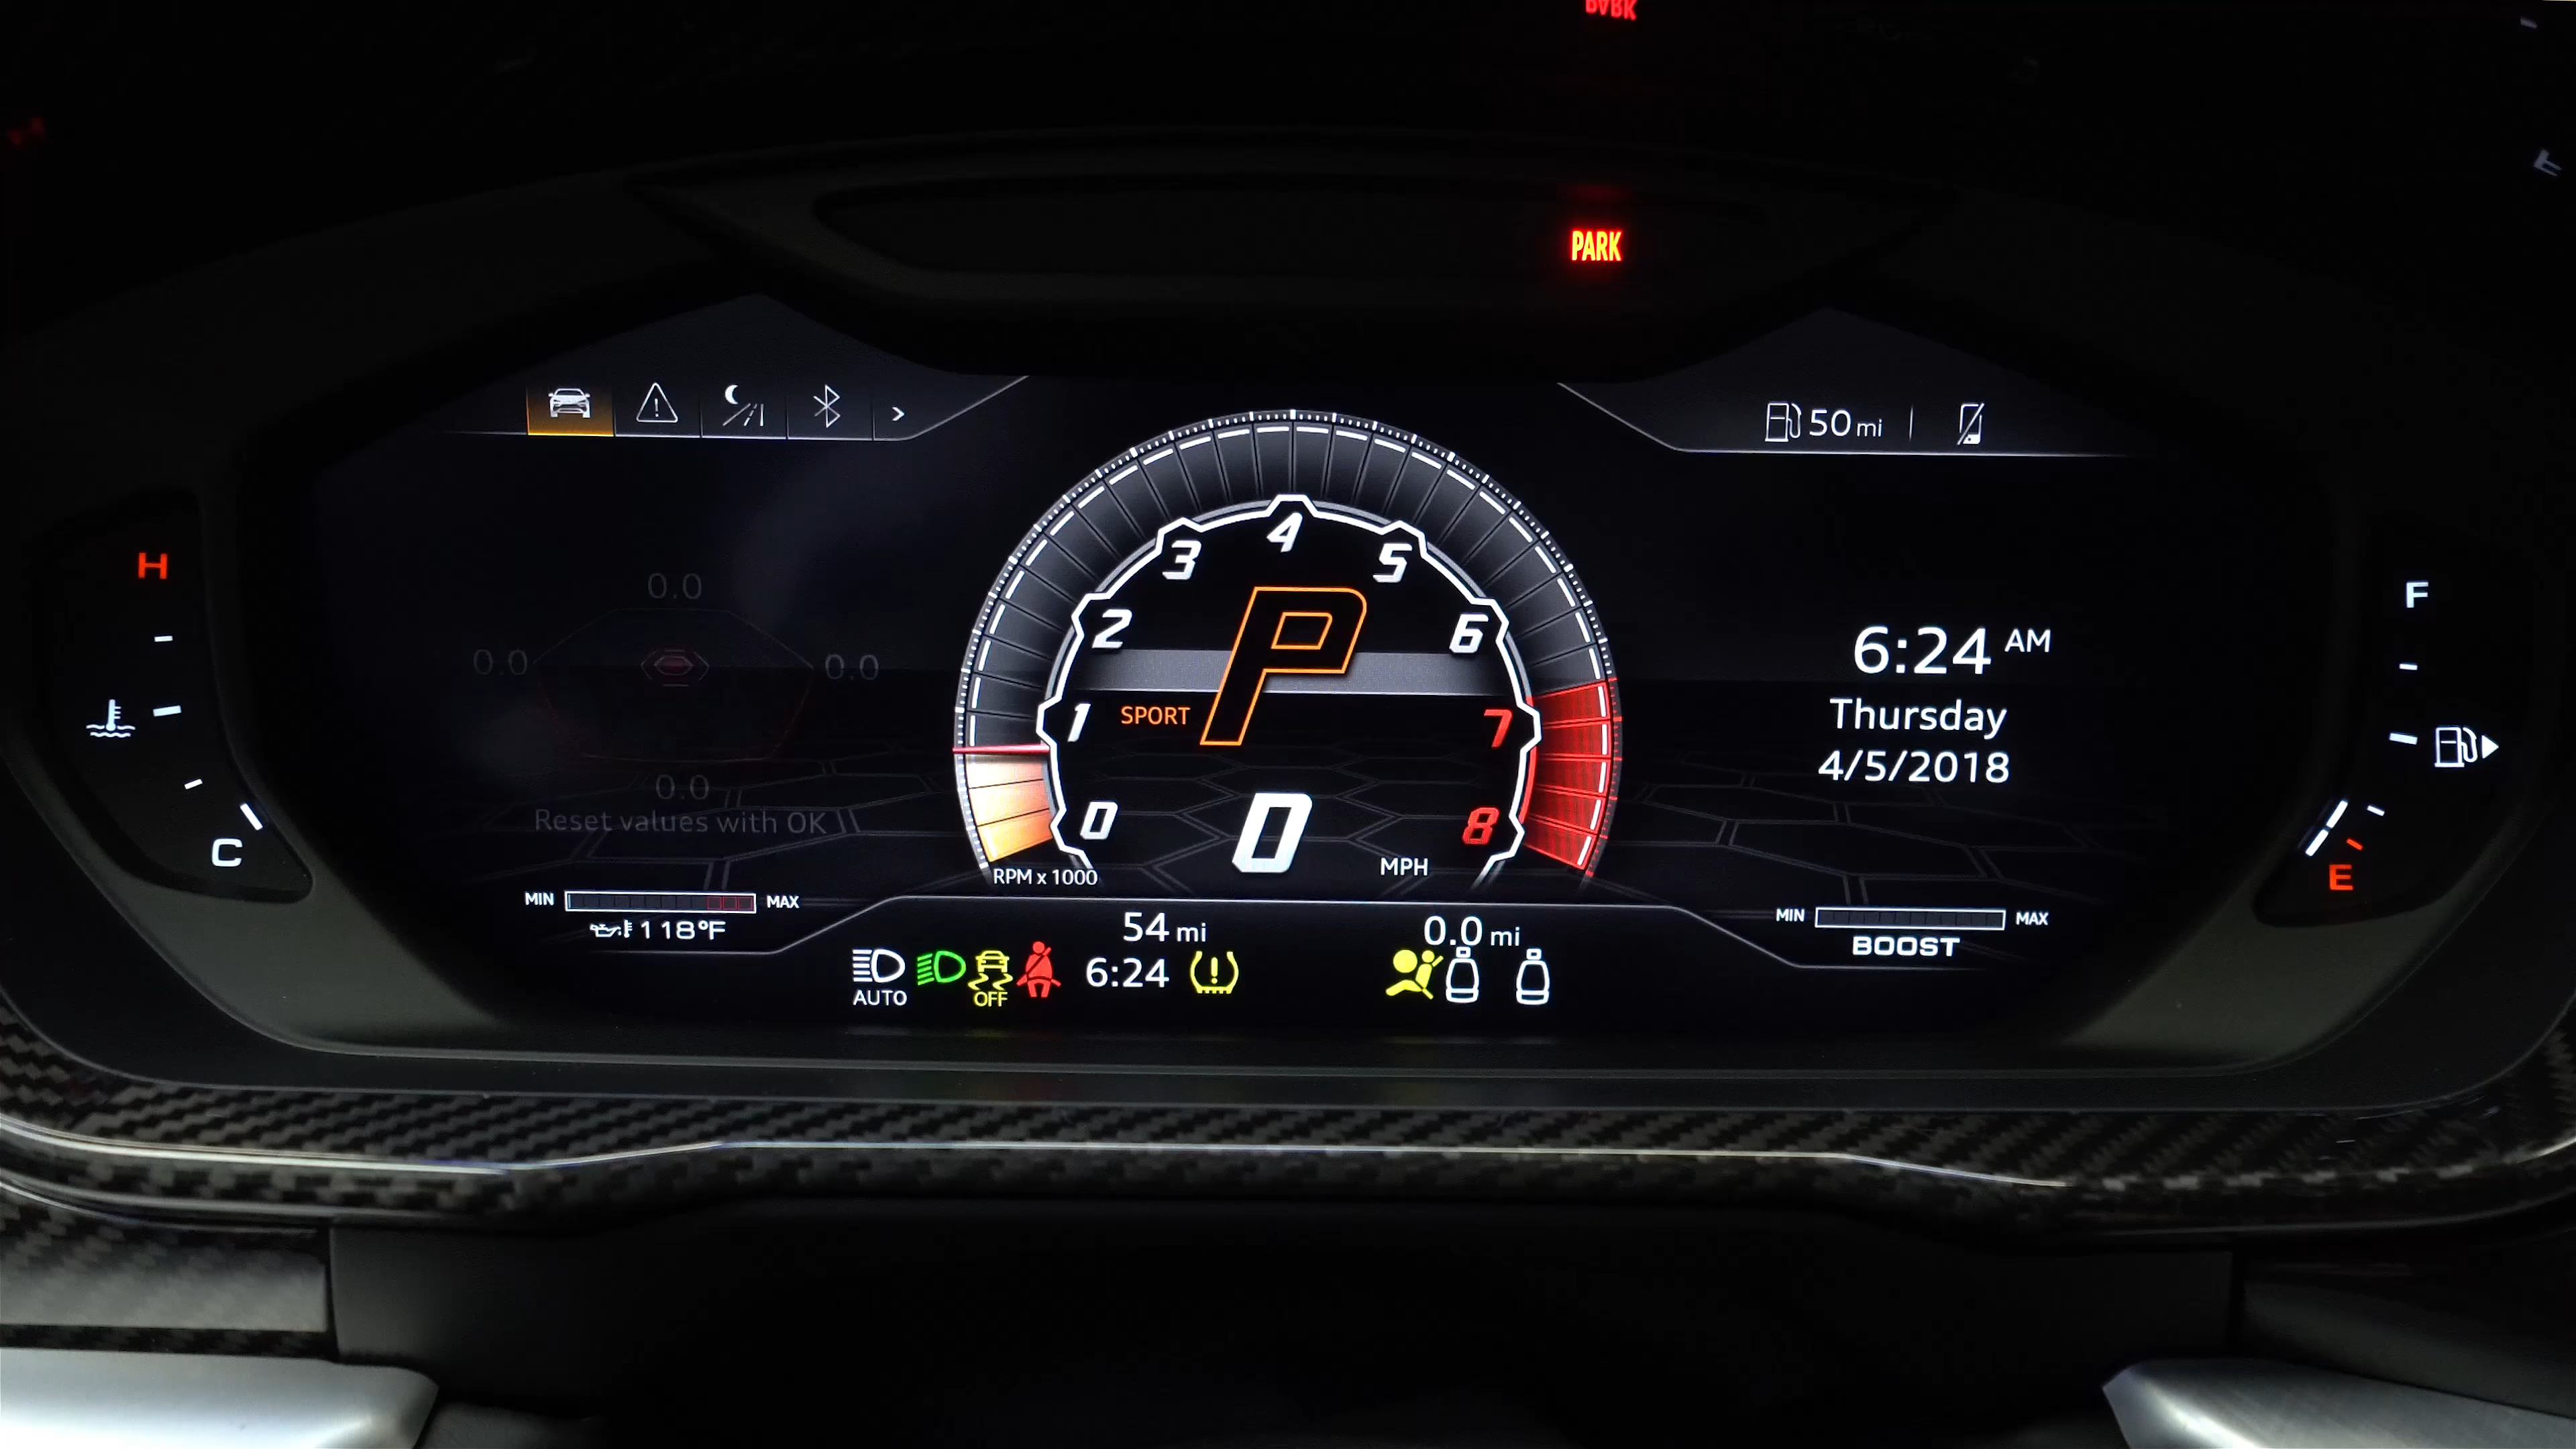 PARK
50 mi
H
C
F
E
4
3
5
2
6
1
7
0
8
P
SPORT
0
MPH
RPM x 1000
6:24 AM
Thursday
4/5/2018
0.0
0.0
0.0
0.0
Reset values with OK
MIN MAX
118°F
MIN MAX
BOOST
54 mi
0.0 mi
AUTO
OFF
6:24